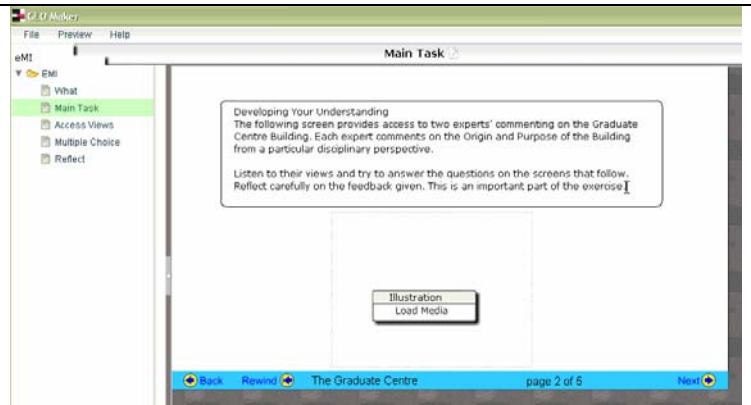 GLO Maker
File Preview Help
eMI
Main Task
EMI
What
Main Task
Access Views
Multiple Choice
Reflect
Developing Your Understanding
The following screen provides access to two experts' commenting on the Graduate
Centre Building. Each expert comments on the Origin and Purpose of the Building
from a particular disciplinary perspective.
Listen to their views and try to answer the questions on the screens that follow.
Reflect carefully on the feedback given. This is an important part of the exercise.
Illustration
Load Media
Back Rewind The Graduate Centre page 2 of 5 Next